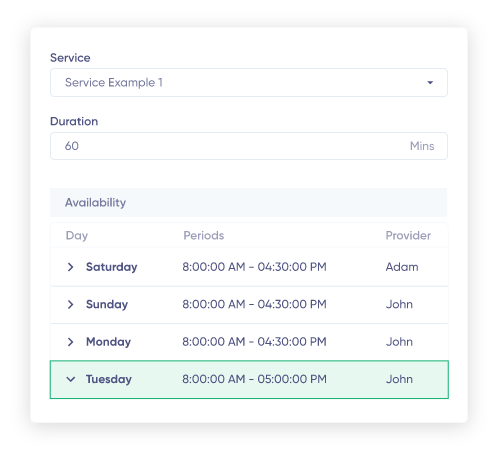 Service
Service Example 1
Duration
60 Mins
Availability
Day Periods Provider
Saturday 8:00:00 AM - 04:30:00 PM Adam
Sunday 8:00:00 AM - 04:30:00 PM John
Monday 8:00:00 AM - 04:30:00 PM John
Tuesday 8:00:00 AM - 05:00:00 PM John